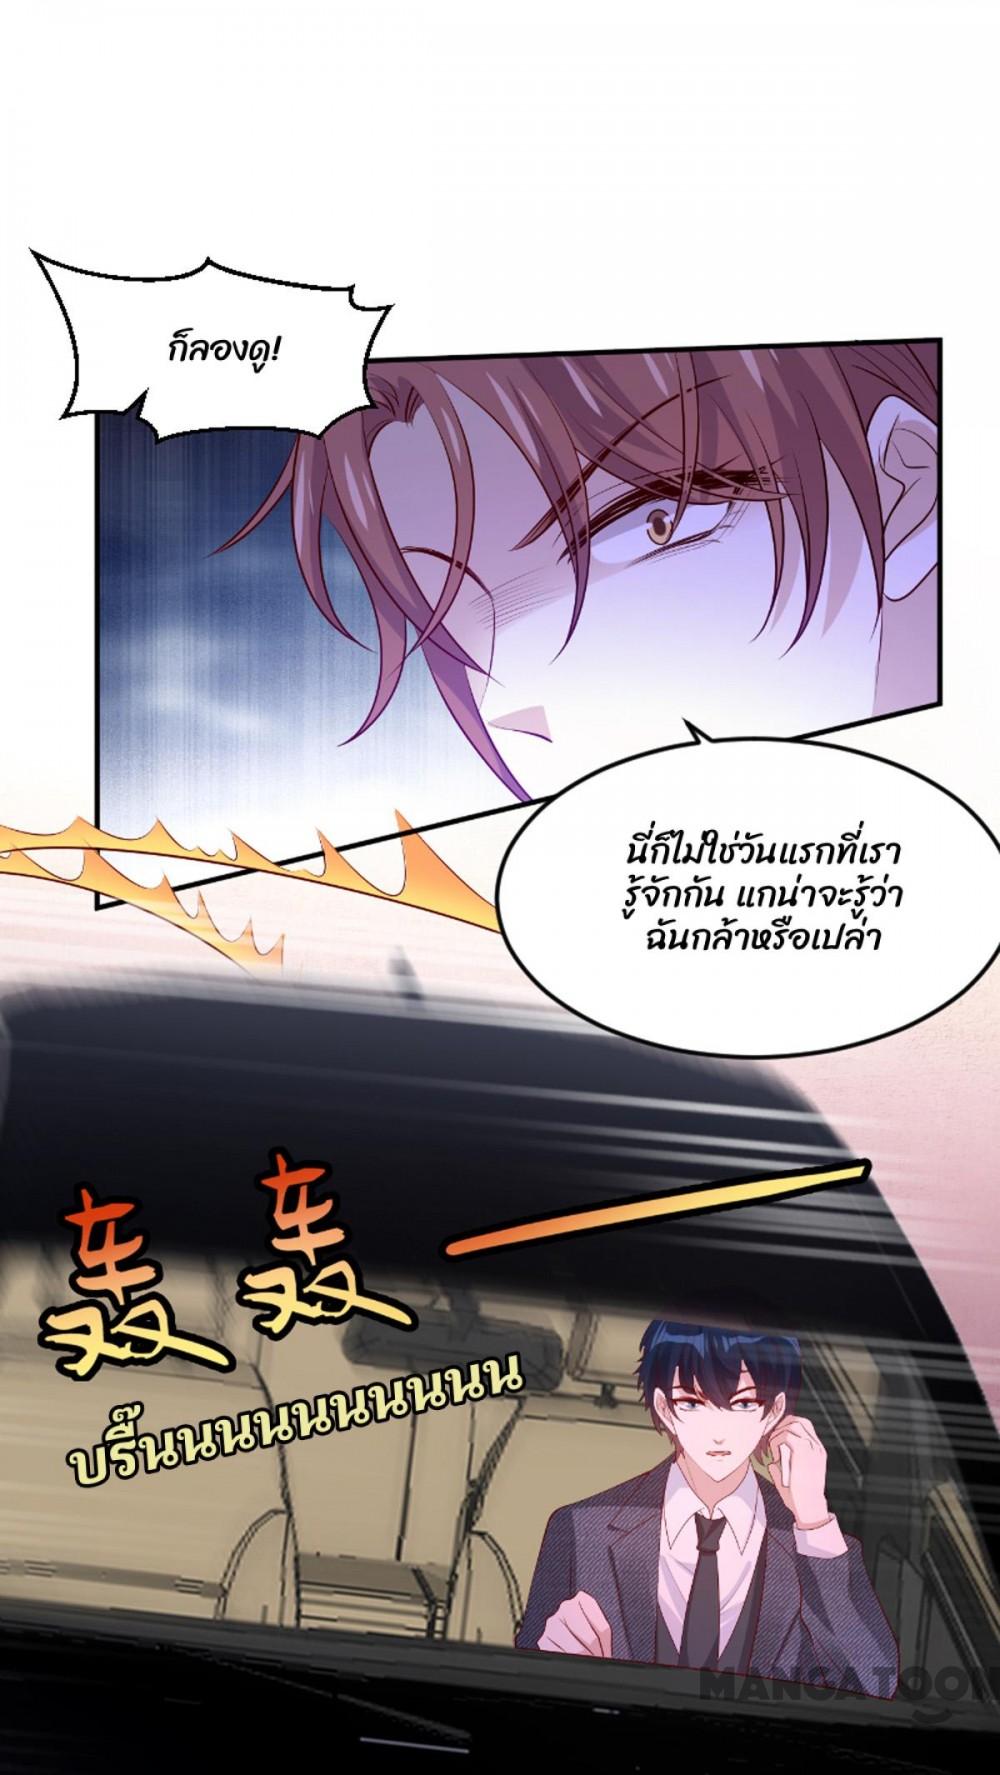 ก็ลองดู!
นี่ก็ไม่ใช่วันแรกที่เรา
รู้จักกัน แกน่าจะรู้ว่า
ฉันกล้าหรือเปล่า
轰轰—
บรื๊นนนนนนนนนน
MANGATOON